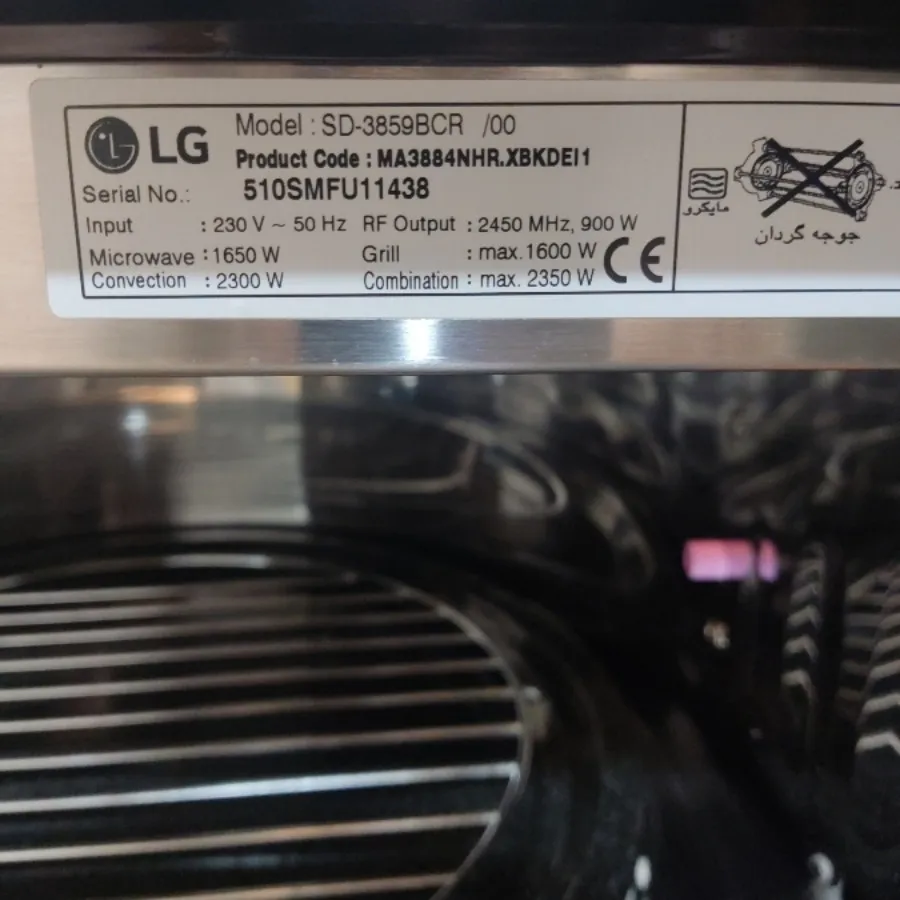 LG
Model : SD-3859BCR /00
Product Code : MA3884NHR.XBKDEI1
Serial No.: 510SMFU11438
Input : 230 V ~ 50 Hz RF Output : 2450 MHz, 900 W
Microwave : 1650 W Grill : max. 1600 W
Convection : 2300 W Combination : max. 2350 W
CE
مایکرو
جوجه گردان